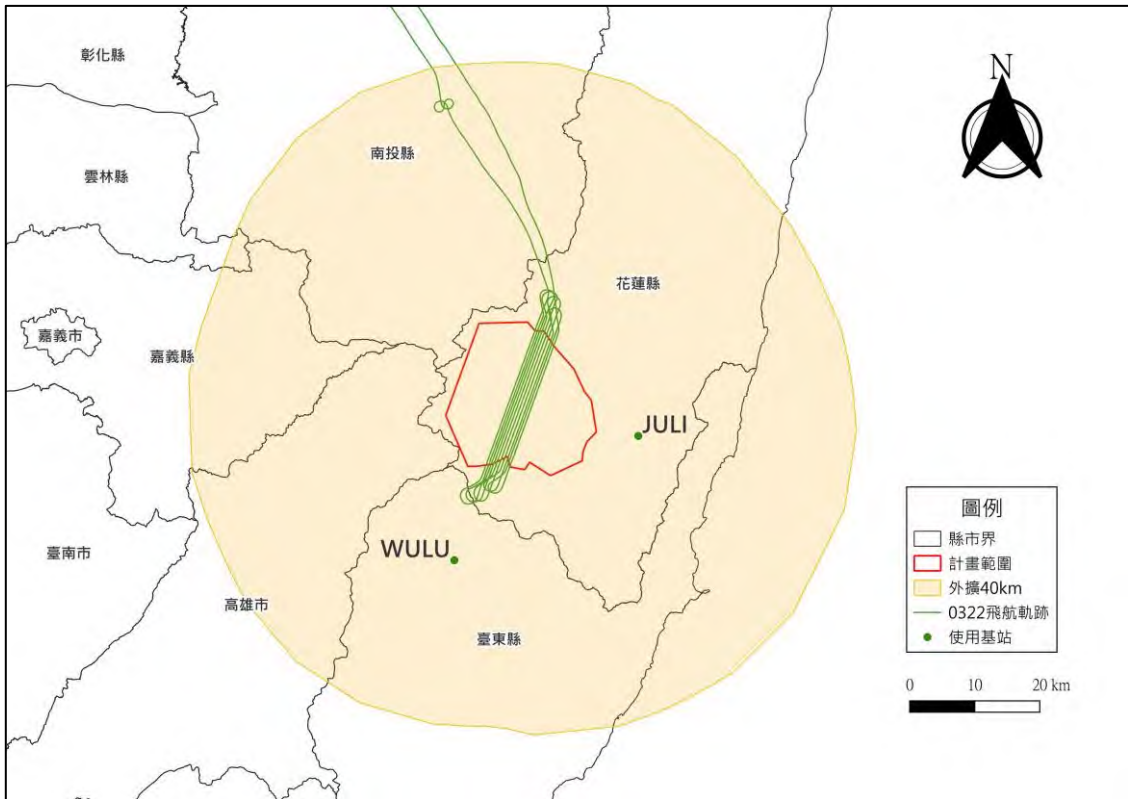 彰化縣
N
南投縣
雲林縣
花蓮縣
嘉義市
嘉義縣
JULI
圖例
縣市界
計畫範圍
外擴40km
0322飛航軌跡
使用基站
WULU
臺南市
高雄市
臺東縣
0 10 20 km